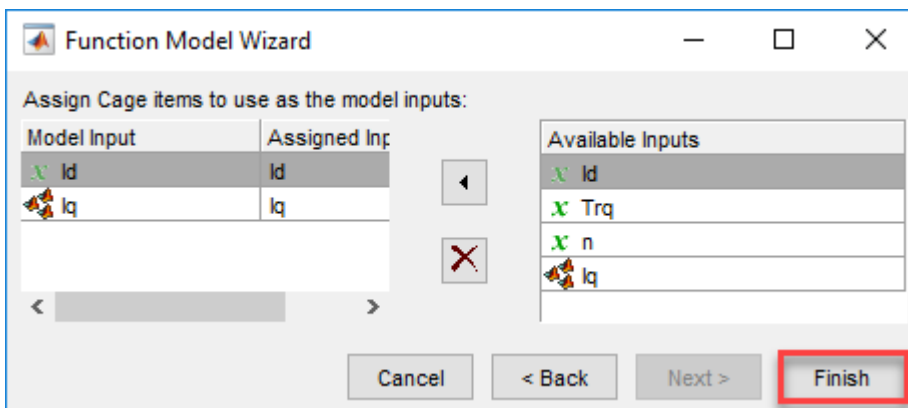 Function Model Wizard
Assign Cage items to use as the model inputs:
Model Input Assigned Inp Available Inputs
x Id Id x Id
Iq Iq x Trq
x n
Iq
Cancel < Back Next > Finish